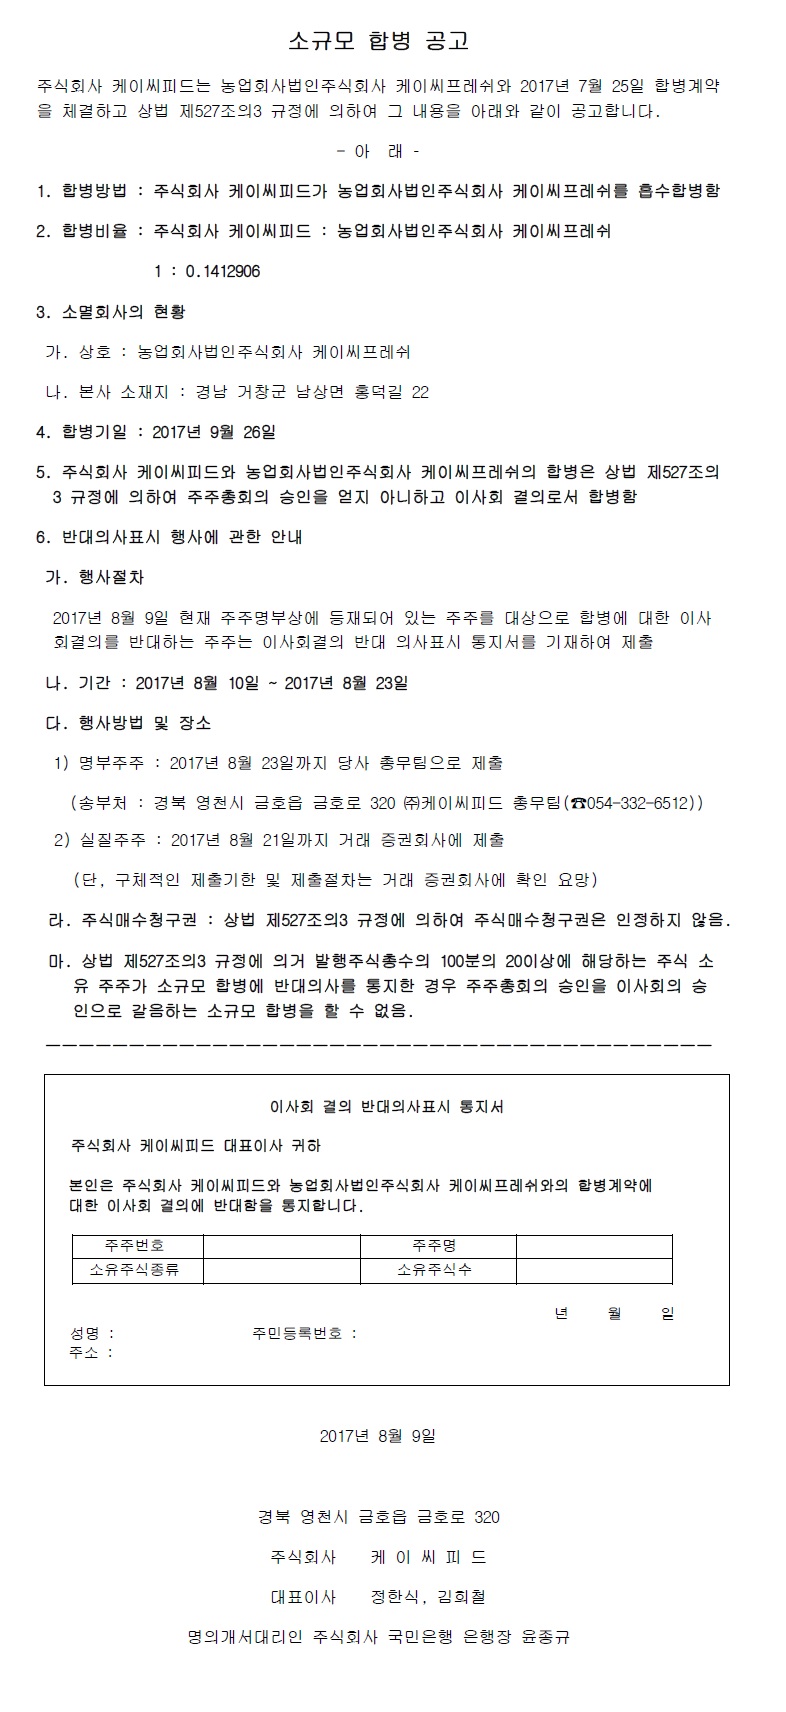 소규모 합병 공고
주식회사 케이씨피드는 농업회사법인주식회사 케이씨프레쉬와 2017년 7월 25일 합병계약
을 체결하고 상법 제527조의3 규정에 의하여 그 내용을 아래와 같이 공고합니다.
- 아 래 -
1. 합병방법 : 주식회사 케이씨피드가 농업회사법인주식회사 케이씨프레쉬를 흡수합병함
2. 합병비율 : 주식회사 케이씨피드 : 농업회사법인주식회사 케이씨프레쉬
1 : 0.1412906
3. 소멸회사의 현황
가. 상호 : 농업회사법인주식회사 케이씨프레쉬
나. 본사 소재지 : 경남 거창군 남상면 홍덕길 22
4. 합병기일 : 2017년 9월 26일
5. 주식회사 케이씨피드와 농업회사법인주식회사 케이씨프레쉬의 합병은 상법 제527조의
3 규정에 의하여 주주총회의 승인을 얻지 아니하고 이사회 결의로서 합병함
6. 반대의사표시 행사에 관한 안내
가. 행사절차
2017년 8월 9일 현재 주주명부상에 등재되어 있는 주주를 대상으로 합병에 대한 이사
회결의를 반대하는 주주는 이사회결의 반대 의사표시 통지서를 기재하여 제출
나. 기간 : 2017년 8월 10일 ~ 2017년 8월 23일
다. 행사방법 및 장소
1) 명부주주 : 2017년 8월 23일까지 당사 총무팀으로 제출
(송부처 : 경북 영천시 금호읍 금호로 320 ㈜케이씨피드 총무팀(☎054-332-6512))
2) 실질주주 : 2017년 8월 21일까지 거래 증권회사에 제출
(단, 구체적인 제출기한 및 제출절차는 거래 증권회사에 확인 요망)
라. 주식매수청구권 : 상법 제527조의3 규정에 의하여 주식매수청구권은 인정하지 않음.
마. 상법 제527조의3 규정에 의거 발행주식총수의 100분의 20이상에 해당하는 주식 소
유 주주가 소규모 합병에 반대의사를 통지한 경우 주주총회의 승인을 이사회의 승
인으로 갈음하는 소규모 합병을 할 수 없음.
이사회 결의 반대의사표시 통지서
주식회사 케이씨피드 대표이사 귀하
본인은 주식회사 케이씨피드와 농업회사법인주식회사 케이씨프레쉬와의 합병계약에
대한 이사회 결의에 반대함을 통지합니다.
주주번호 주주명
소유주식종류 소유주식수
년 월 일
성명 : 주민등록번호 :
주소 :
2017년 8월 9일
경북 영천시 금호읍 금호로 320
주식회사 케 이 씨 피 드
대표이사 정한식, 김희철
명의개서대리인 주식회사 국민은행 은행장 윤종규